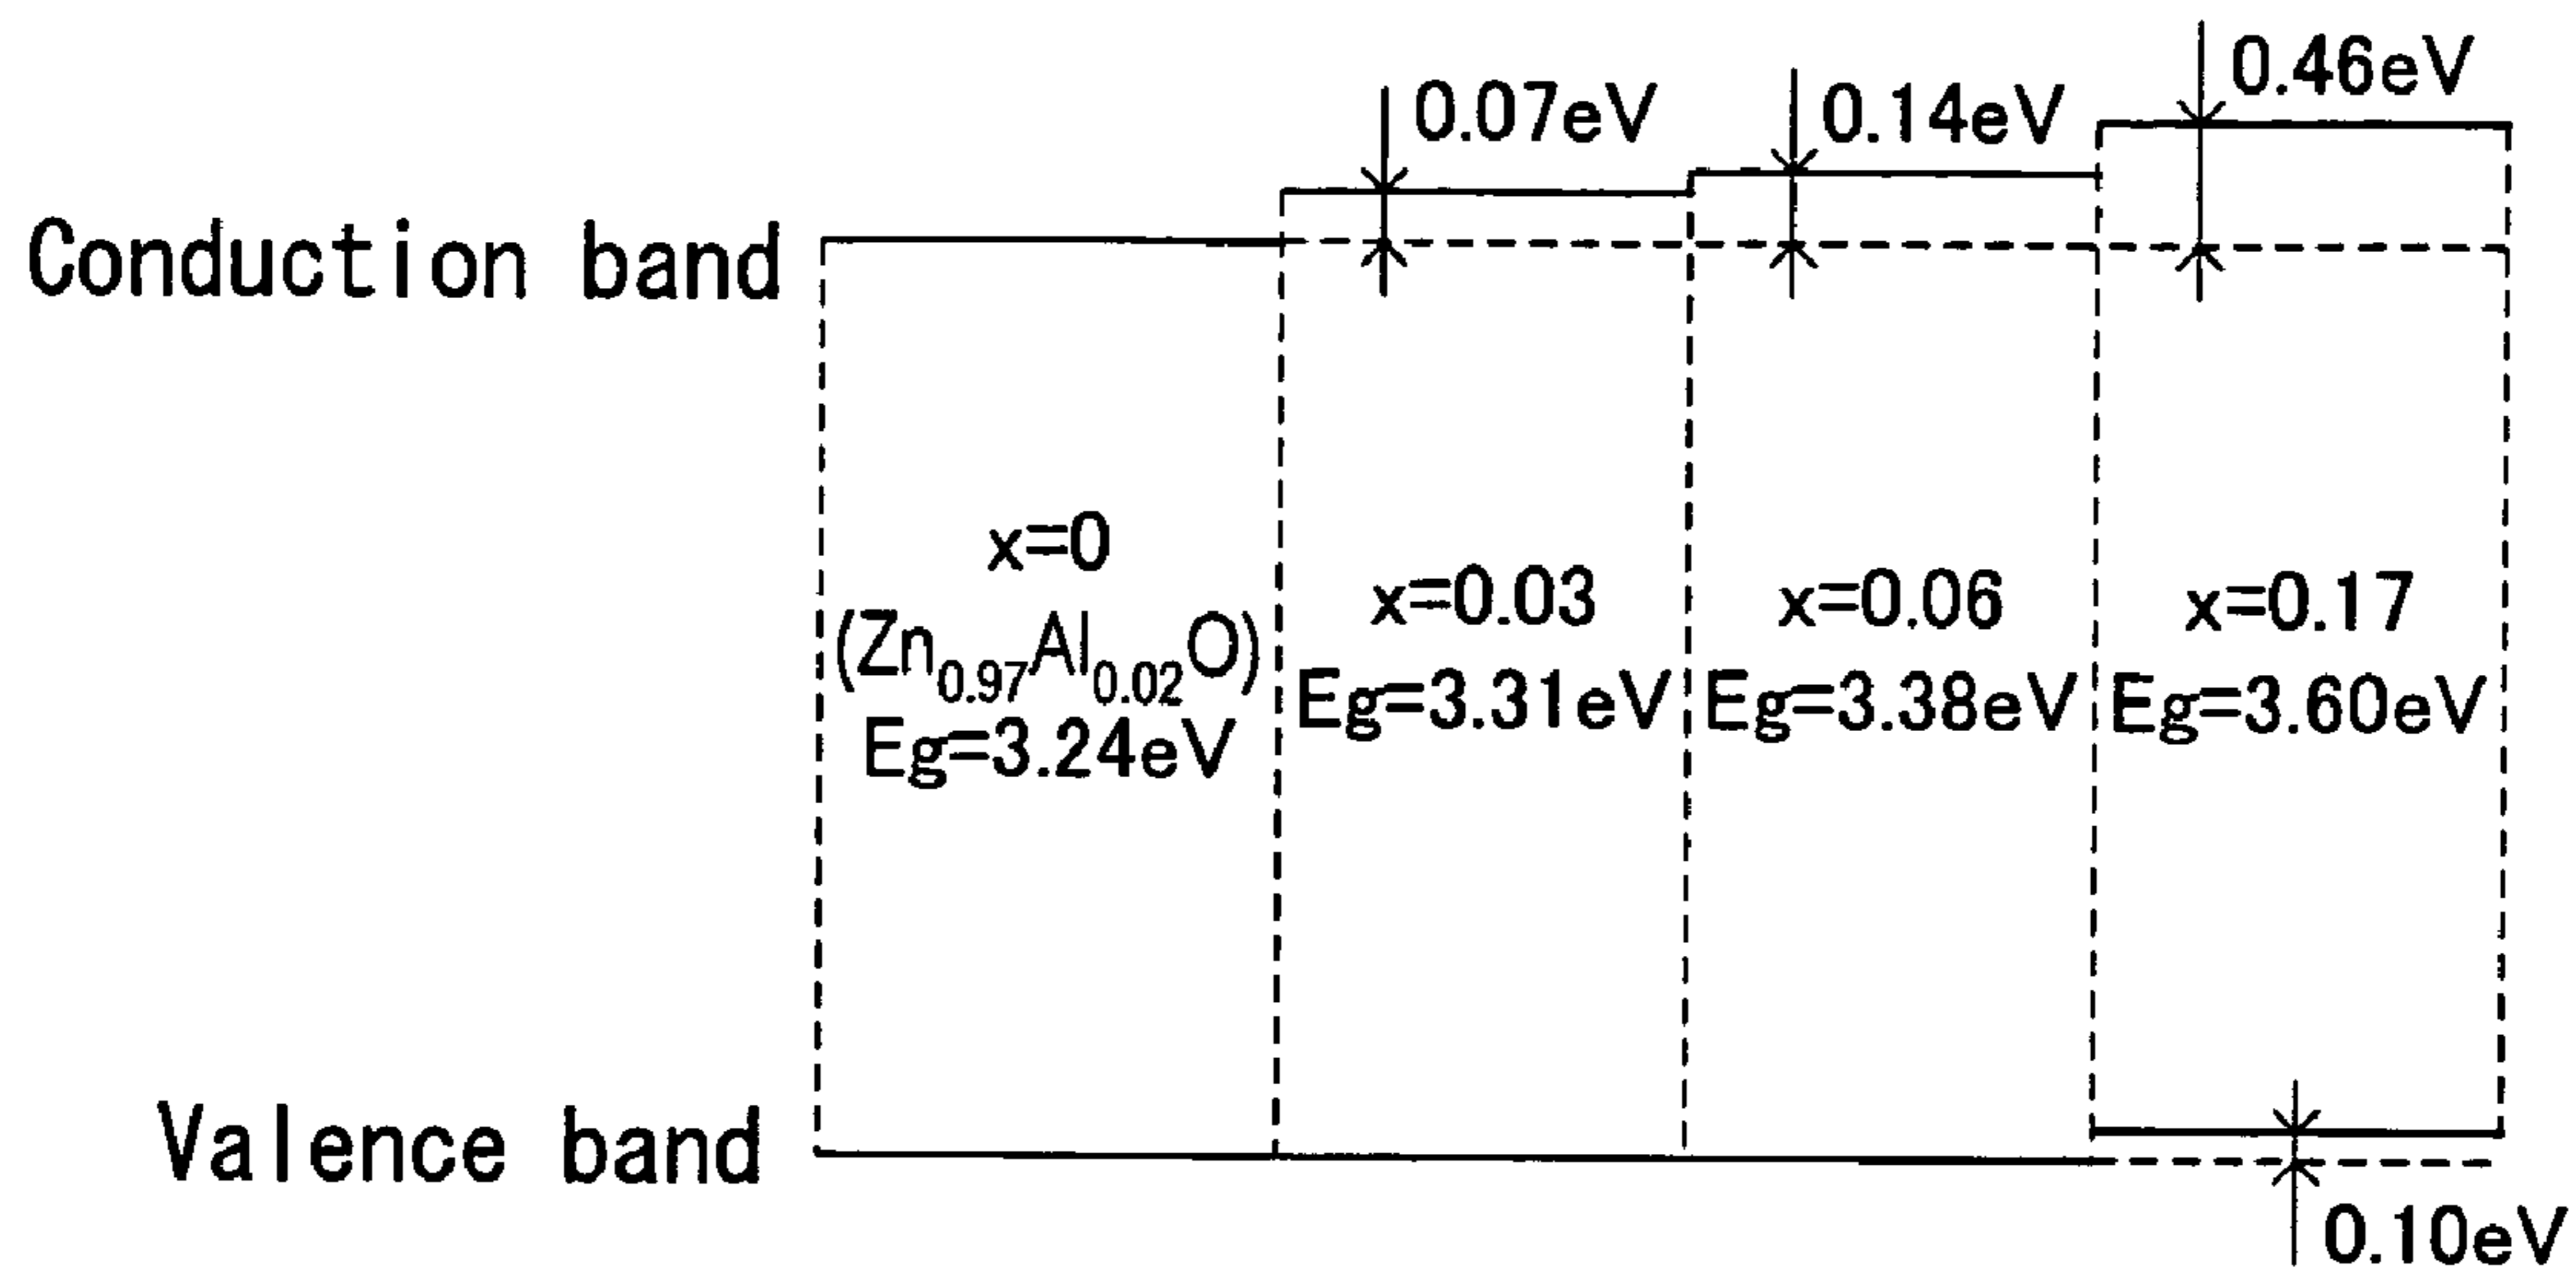 0.46eV
0.07eV
0.14eV
Conduction band
x=0
(Zn0.97Al0.02O)
Eg=3.24eV
x=0.03
Eg=3.31eV
x=0.06
Eg=3.38eV
x=0.17
Eg=3.60eV
Valence band
0.10eV